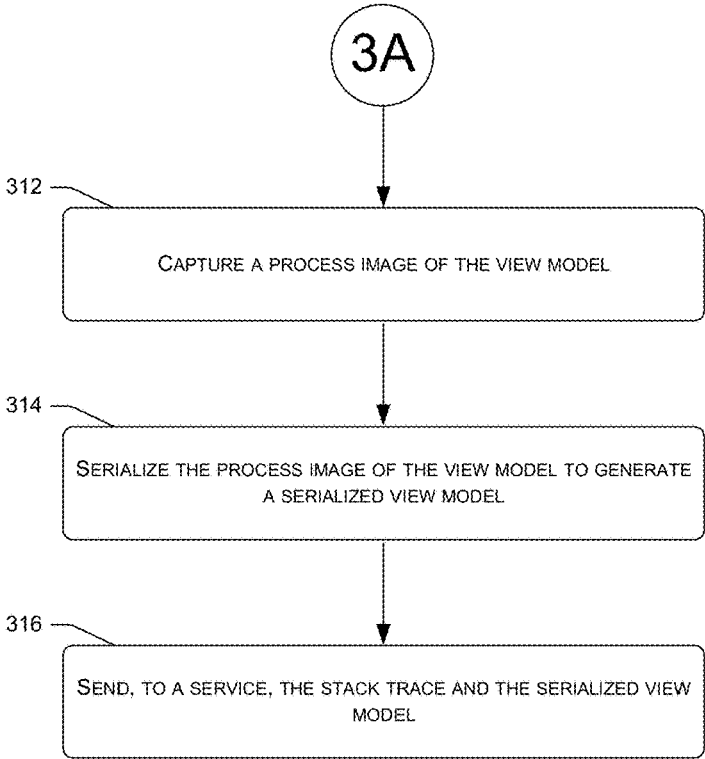 3A
312
CAPTURE A PROCESS IMAGE OF THE VIEW MODEL
314
SERIALIZE THE PROCESS IMAGE OF THE VIEW MODEL TO GENERATE
A SERIALIZED VIEW MODEL
316
SEND, TO A SERVICE, THE STACK TRACE AND THE SERIALIZED VIEW
MODEL